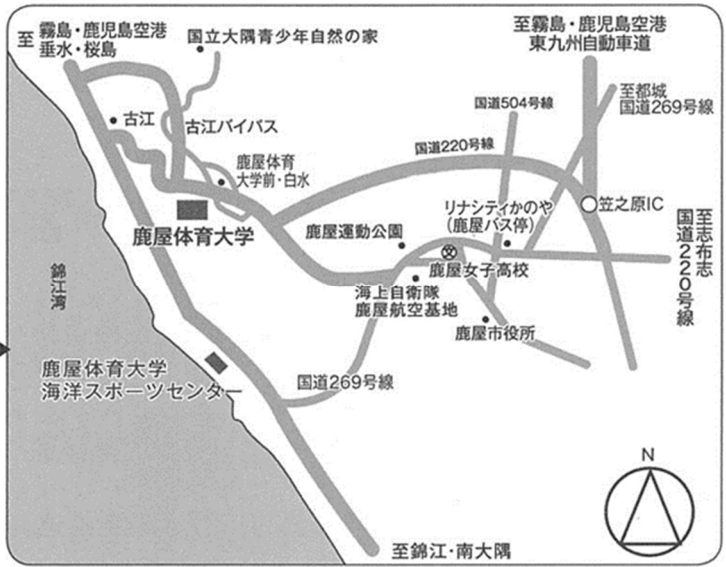 至 霧島・鹿児島空港
垂水・桜島
国立大隅青少年自然の家
至霧島・鹿児島空港
東九州自動車道
至都城
国道269号線
国道504号線
古江
古江バイパス
国道220号線
鹿屋体育
大学前・白水
リナシティかのや
(鹿屋バス停)
笠之原IC
鹿屋体育大学
鹿屋運動公園
至志布志
国道220号線
鹿屋女子高校
錦江湾
海上自衛隊
鹿屋航空基地
鹿屋市役所
鹿屋体育大学
海洋スポーツセンター
国道269号線
N
至錦江・南大隅